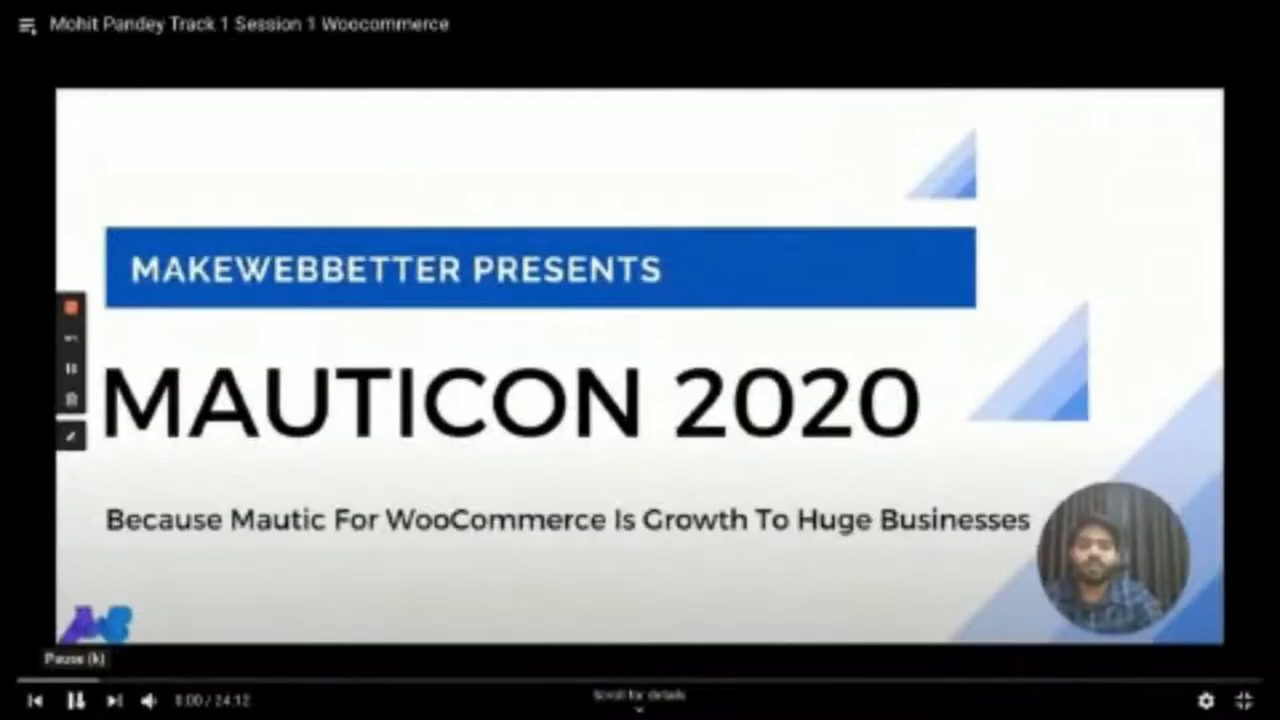 Mohit Pandey Track 1 Session 1 Woocommerce
MAKEWEBBETTER PRESENTS
MAUTICON 2020
Because Mautic For WooCommerce Is Growth To Huge Businesses
Pause (k)
0:00 / 24:12
Scroll for details